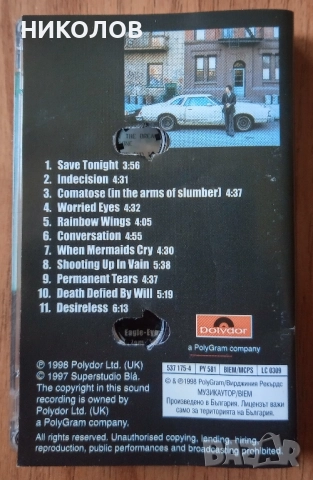 НИКОЛОВ
1. Save Tonight 3:56
2. Indecision 4:31
3. Comatose (in the arms of slumber) 4:37
4. Worried Eyes 4:32
5. Rainbow Wings 4:05
6. Conversation 4:55
7. When Mermaids Cry 4:30
8. Shooting Up In Vain 5:38
9. Permanent Tears 4:37
10. Death Defied By Will 5:19
11. Desireless 6:13
Polydor
a PolyGram company
℗ 1998 Polydor Ltd. (UK)
© 1997 Superstudio Blå.
The copyright in this sound
recording is owned by
Polydor Ltd. (UK)
a PolyGram company.
537 175-4 PY 581 BIEM/MCPS LC 0309
© & ℗ 1998 PolyGram/Вирджиния Рекърдс
МУЗИКАУТОР/BIEM
Произведено в България. Лицензът важи
само за територията на България.
All rights reserved. Unauthorised copying, lending, hiring,
reproduction, public performances and broadcasting prohibited.